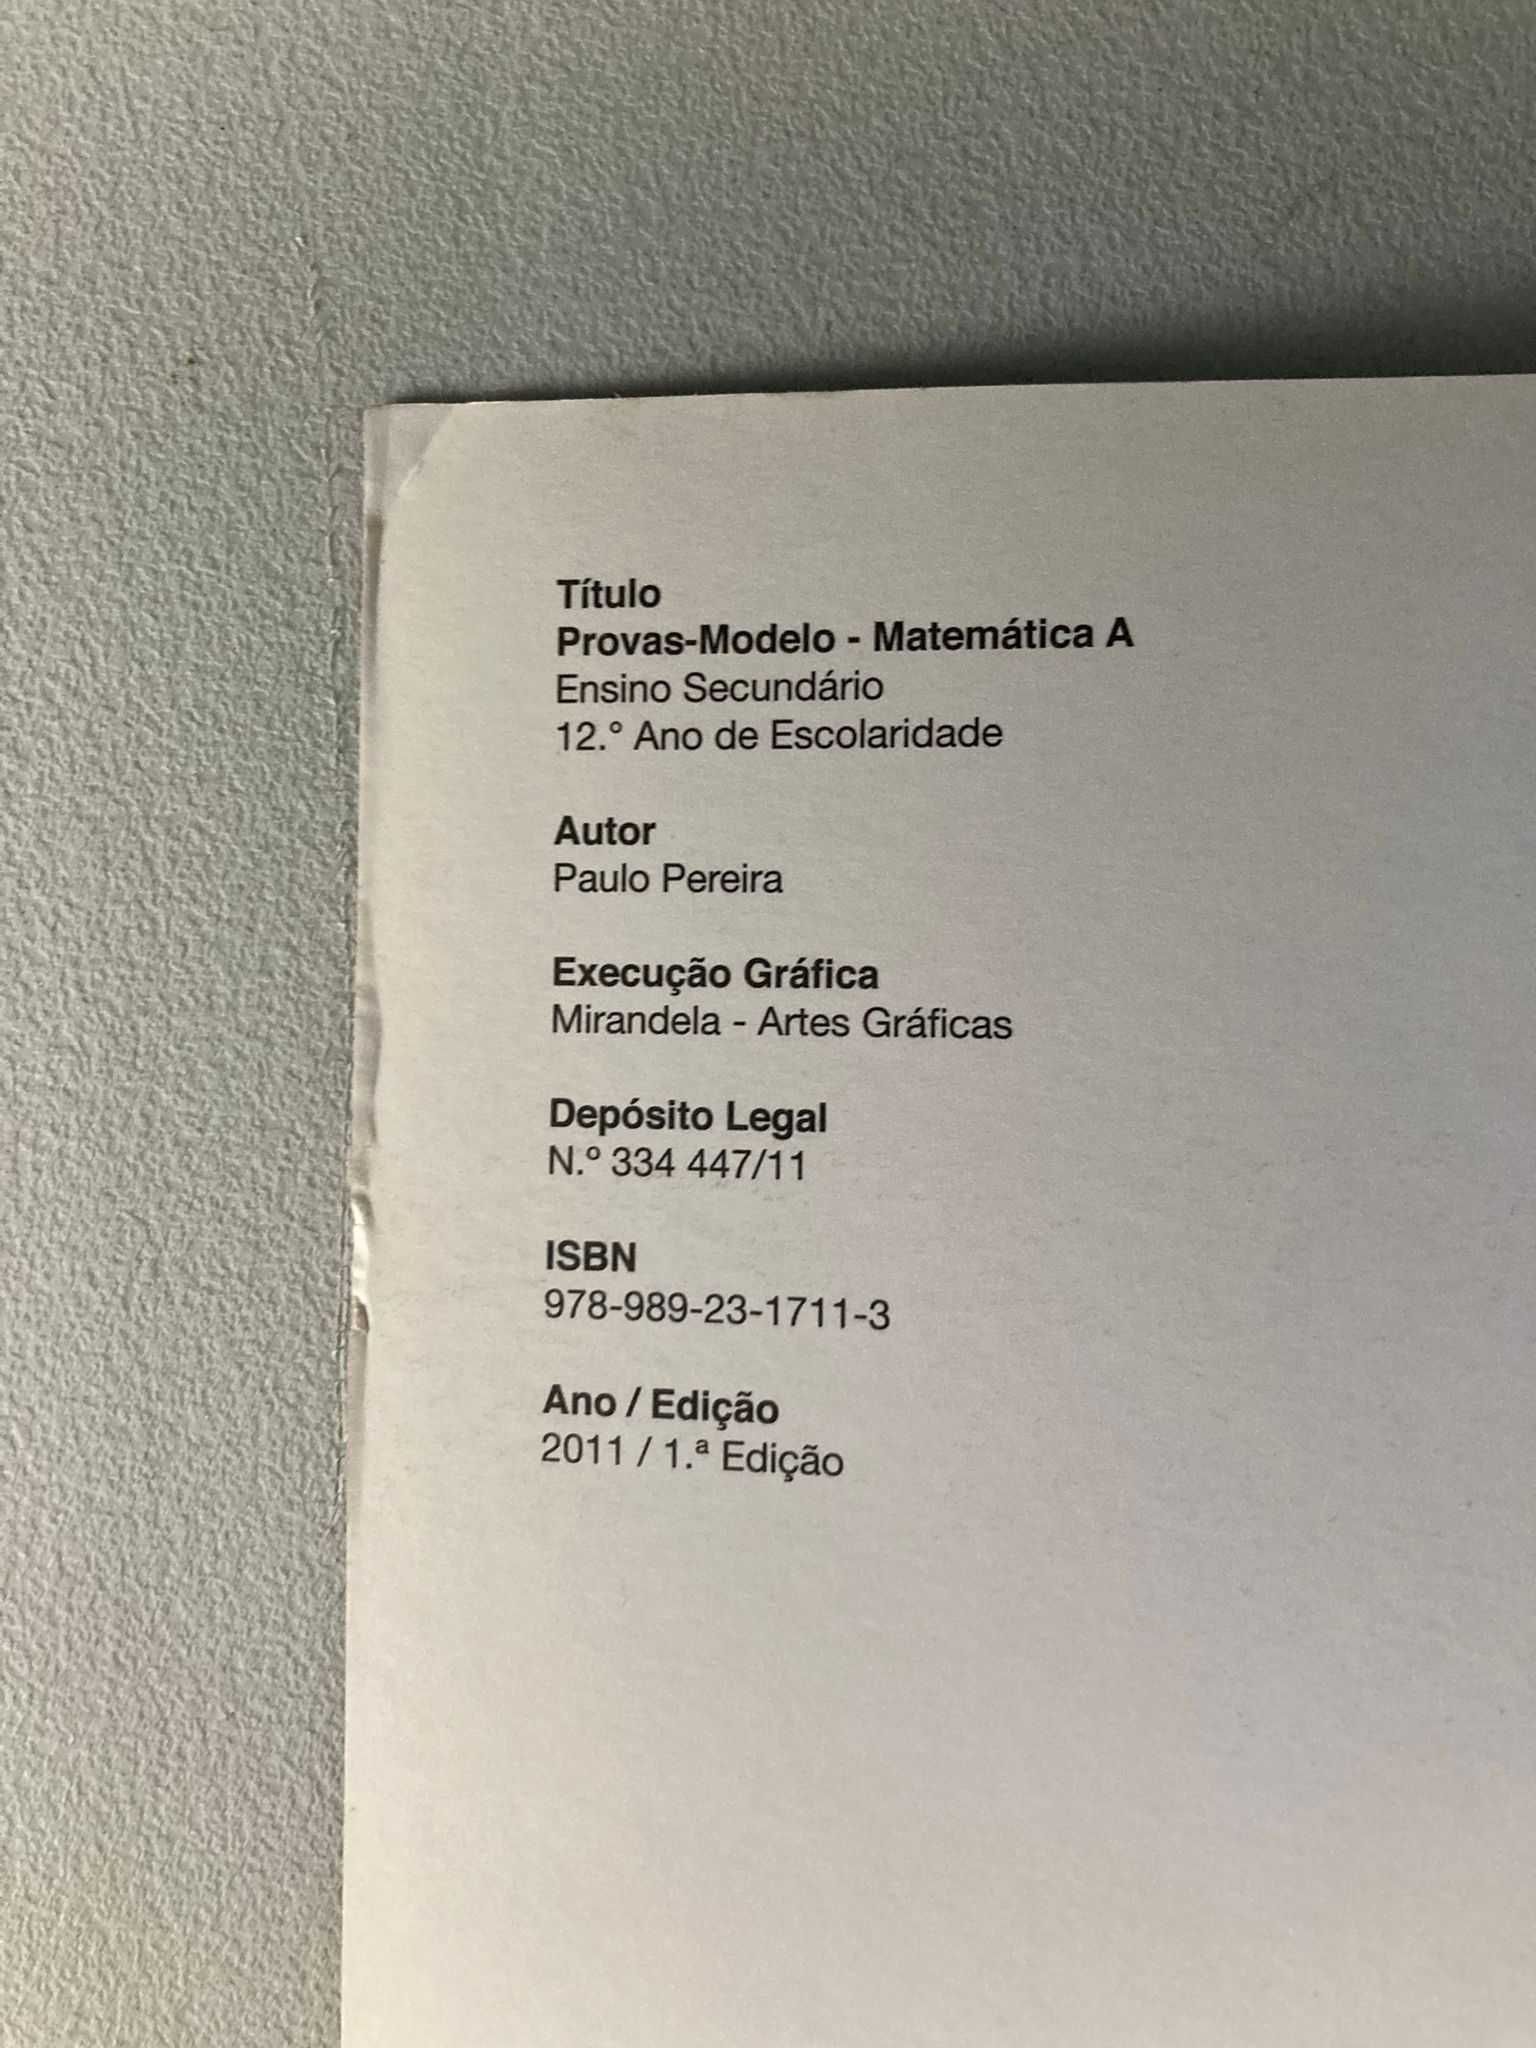 Título
Provas-Modelo - Matemática A
Ensino Secundário
12.° Ano de Escolaridade
Autor
Paulo Pereira
Execução Gráfica
Mirandela - Artes Gráficas
Depósito Legal
N.º 334 447/11
ISBN
978-989-23-1711-3
Ano / Edição
2011 / 1.ª Edição